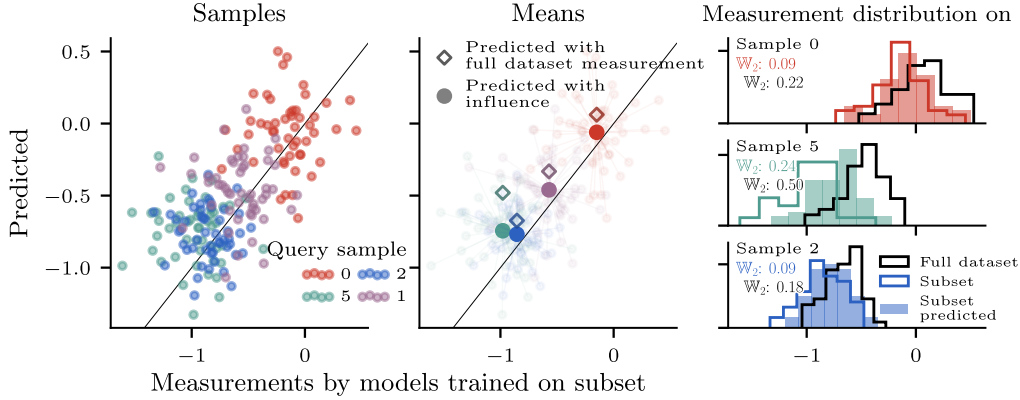 Samples
Means
Measurement distribution on
Predicted
0.5
0.0
−0.5
−1.0
Query sample
0
2
5
1
−1
0
Predicted with
full dataset measurement
Predicted with
influence
−1
0
Measurements by models trained on subset
Sample 0
𝕎₂: 0.09
𝕎₂: 0.22
Sample 5
𝕎₂: 0.24
𝕎₂: 0.50
Sample 2
𝕎₂: 0.09
𝕎₂: 0.18
Full dataset
Subset
Subset
predicted
−1
0